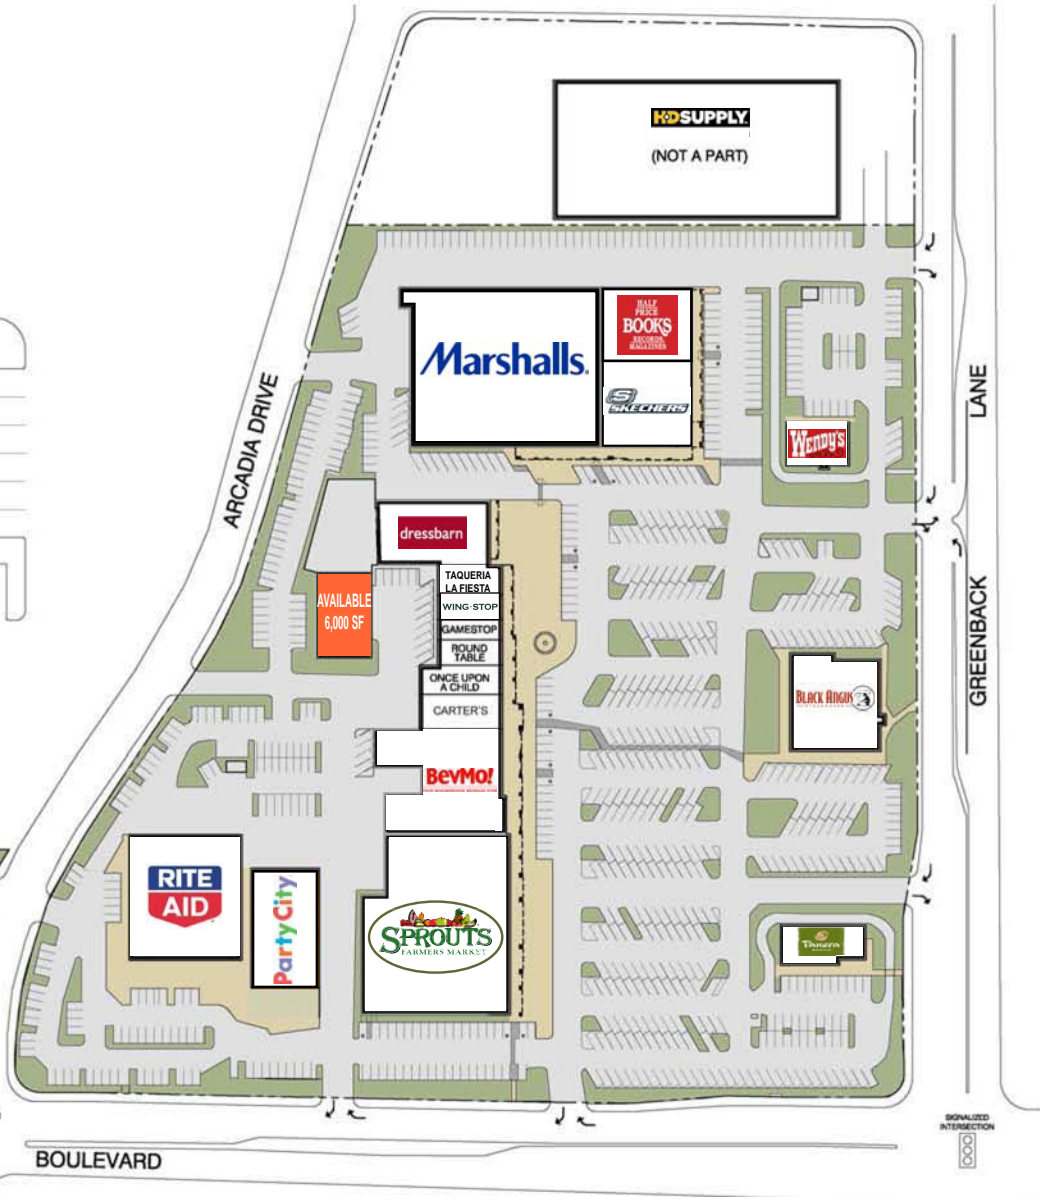 HDSUPPLY.
(NOT A PART)
HALF
PRICE
BOOKS
RECORDS
MAGAZINES
Marshalls.
S
SKECHERS
WENDY'S
ARCADIA DRIVE
LANE
dressbarn
TAQUERIA
LA FIESTA
WING·STOP
AVAILABLE
6,000 SF
GAMESTOP
ROUND
TABLE
ONCE UPON
A CHILD
CARTER'S
GREENBACK
BLACK ANGUS
BevMo!
RITE
AID
PartyCity
SPROUTS
FARMERS MARKET
Panera
SIGNALIZED
INTERSECTION
BOULEVARD